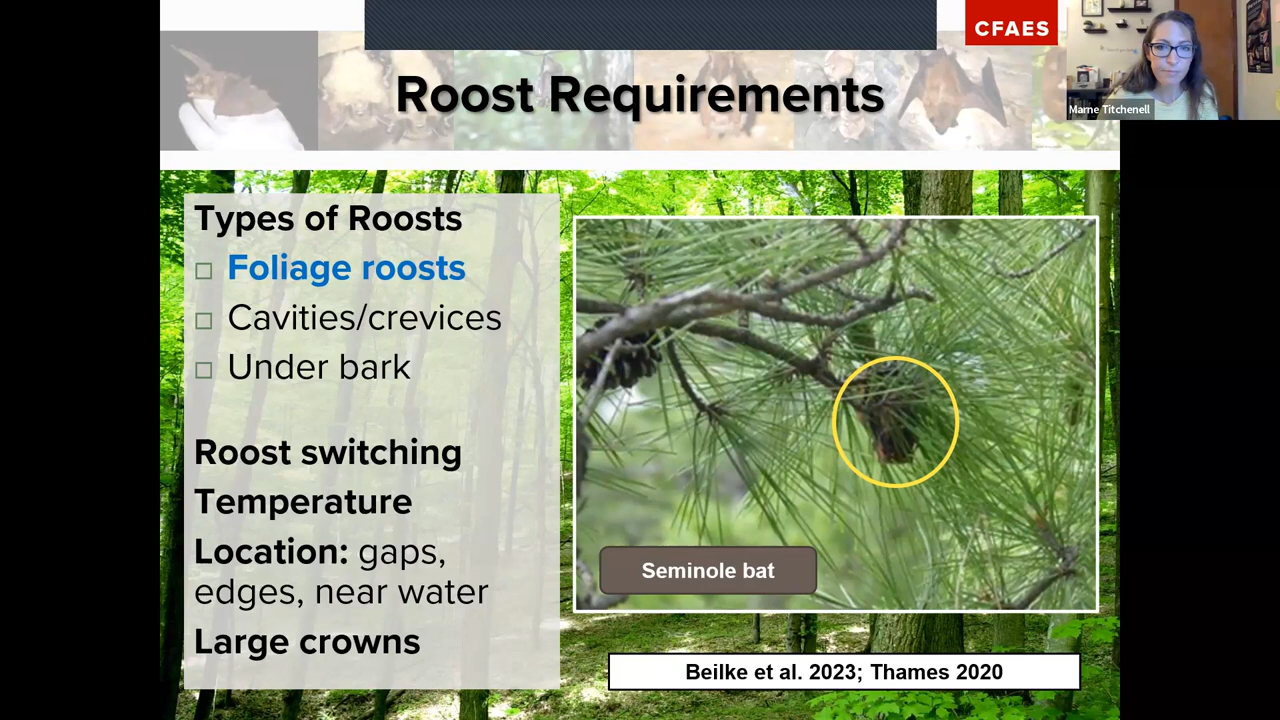 CFAES
Roost Requirements
Marne Titchenell
Types of Roosts
Foliage roosts
Cavities/crevices
Under bark
Roost switching
Temperature
Location: gaps,
edges, near water
Large crowns
Seminole bat
Beilke et al. 2023; Thames 2020